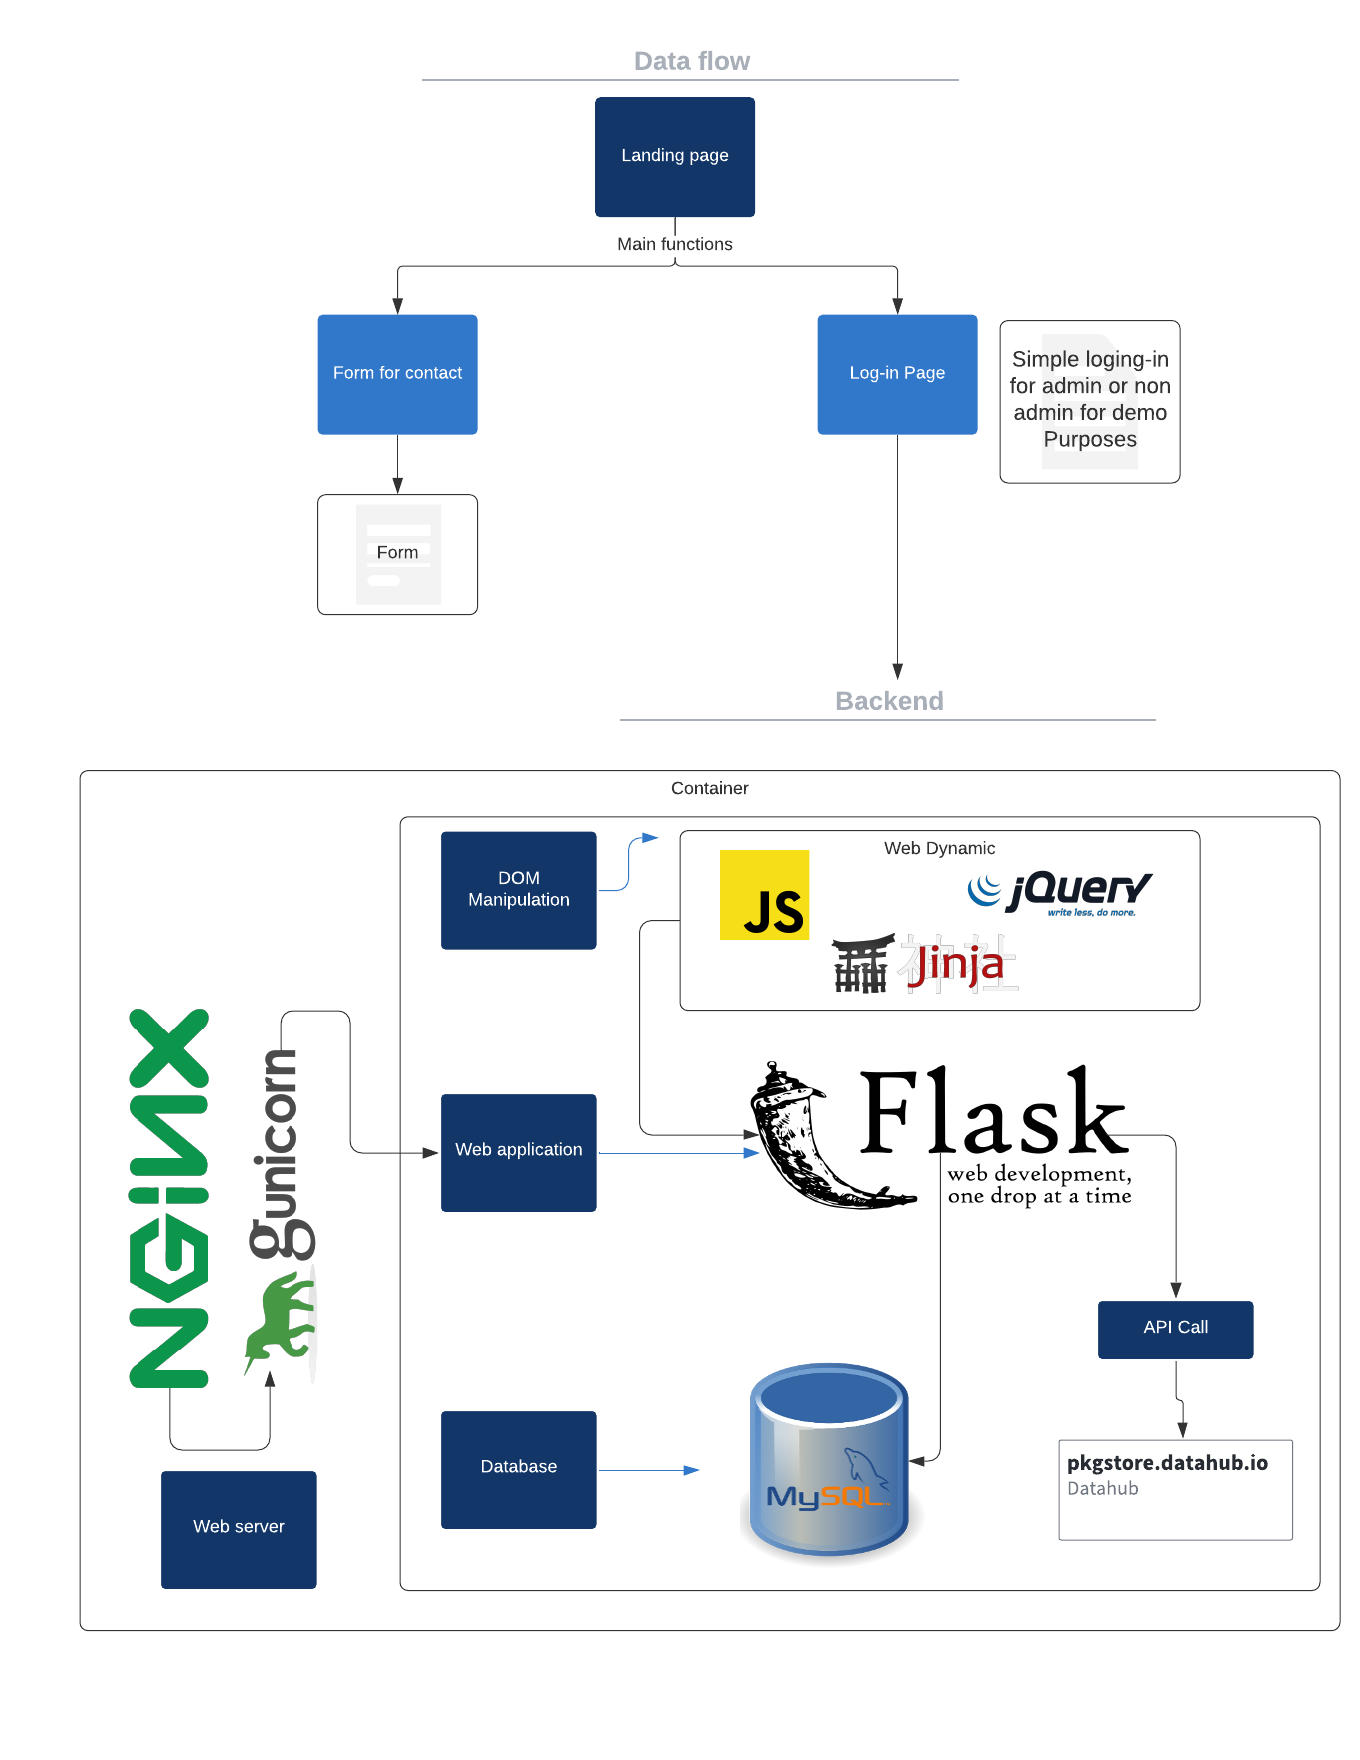 Data flow
Landing page
Main functions
Form for contact
Log-in Page
Simple loging-in
for admin or non
admin for demo
Purposes
Form
Backend
Container
DOM
Manipulation
Web Dynamic
JS
jQuery
write less, do more.
神社
Jinja
NGINX
gunicorn
Web application
Flask
web development,
one drop at a time
API Call
Database
MySQL
pkgstore.datahub.io
Datahub
Web server